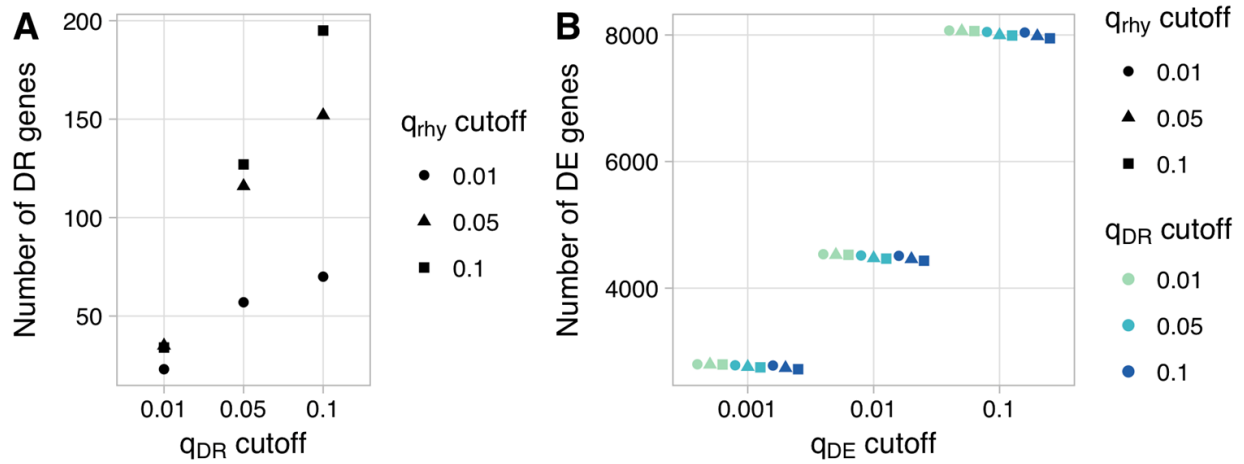 A
Number of DR genes
200
150
100
50
0.01
0.05
0.1
qDR cutoff
qrhy cutoff
0.01
0.05
0.1
B
Number of DE genes
8000
6000
4000
0.001
0.01
0.1
qDE cutoff
qrhy cutoff
0.01
0.05
0.1
qDR cutoff
0.01
0.05
0.1